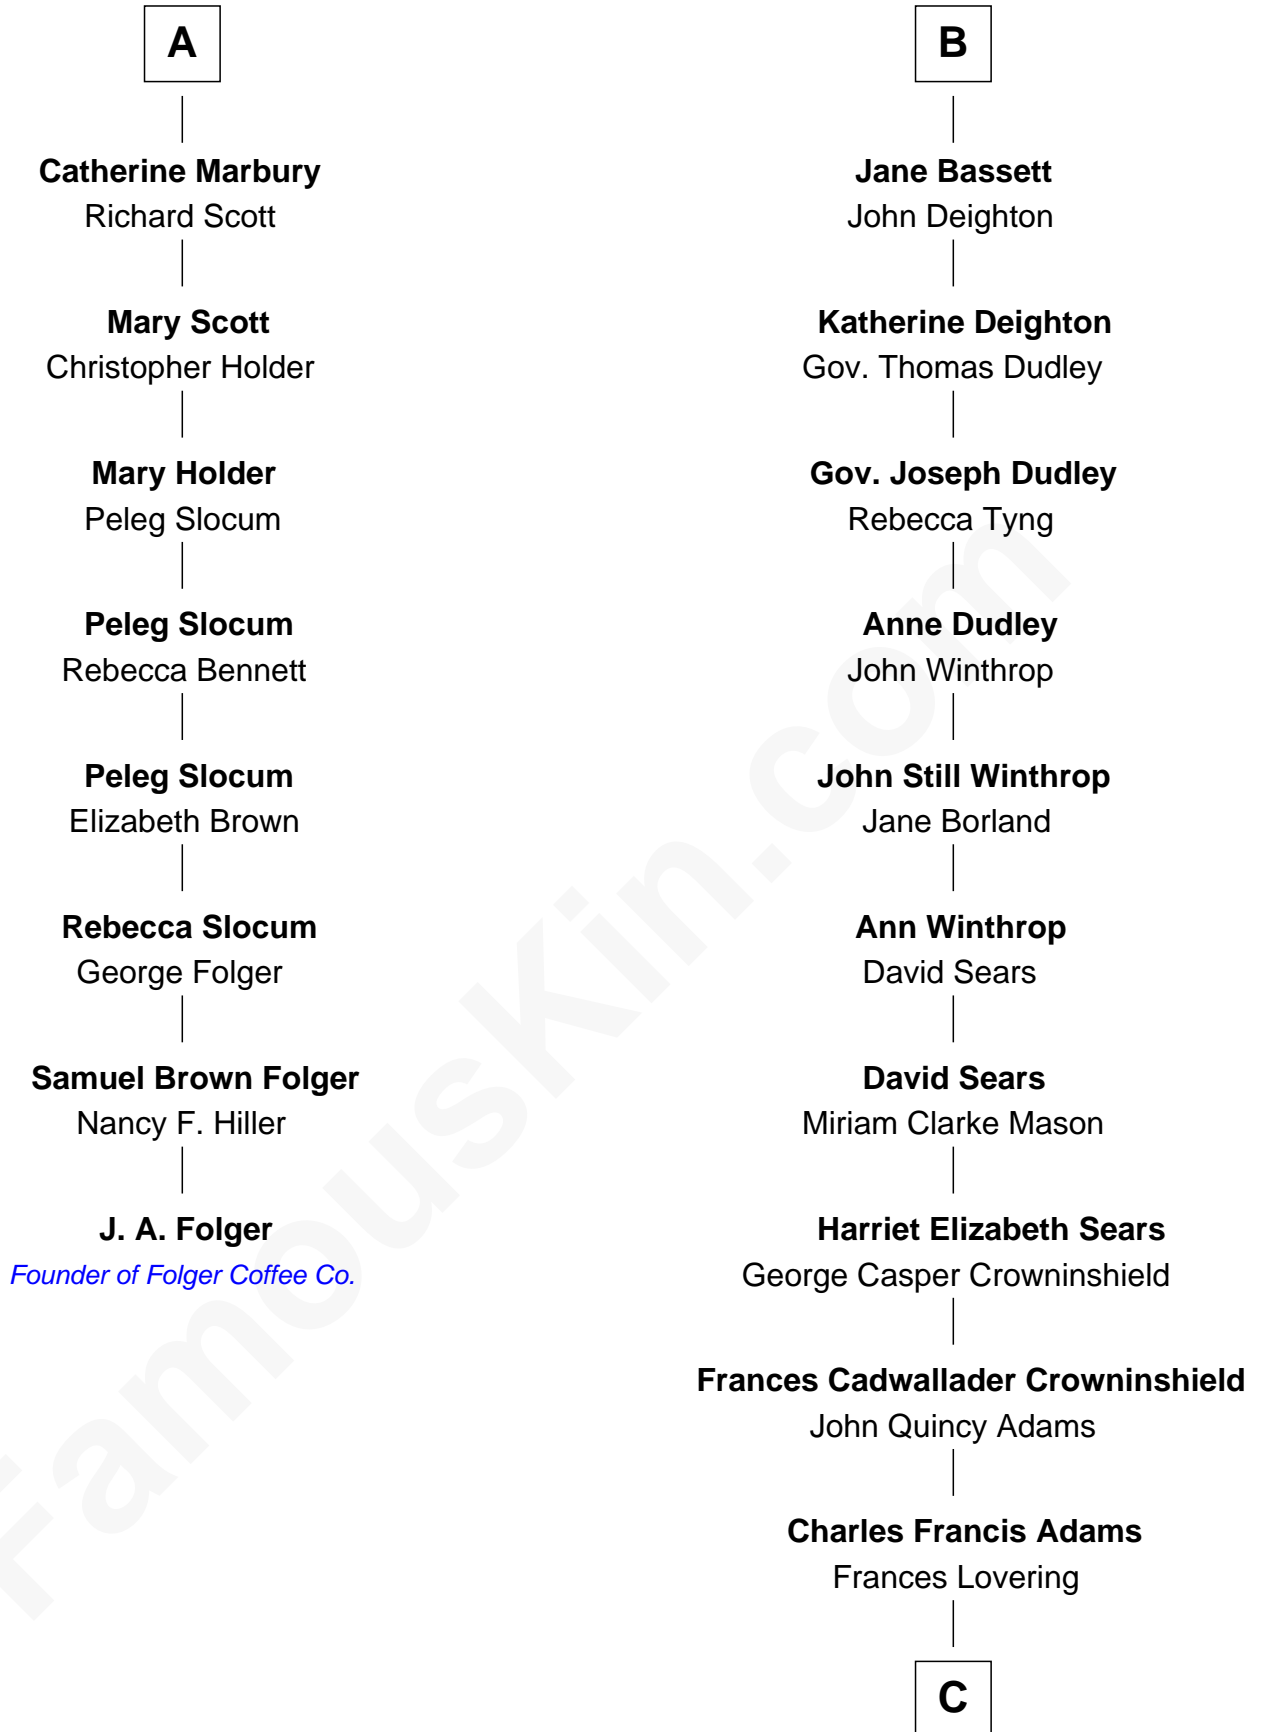 A
Catherine Marbury
Richard Scott
Mary Scott
Christopher Holder
Mary Holder
Peleg Slocum
Peleg Slocum
Rebecca Bennett
Peleg Slocum
Elizabeth Brown
Rebecca Slocum
George Folger
Samuel Brown Folger
Nancy F. Hiller
J. A. Folger
Founder of Folger Coffee Co.
B
Jane Bassett
John Deighton
Katherine Deighton
Gov. Thomas Dudley
Gov. Joseph Dudley
Rebecca Tyng
Anne Dudley
John Winthrop
John Still Winthrop
Jane Borland
Ann Winthrop
David Sears
David Sears
Miriam Clarke Mason
Harriet Elizabeth Sears
George Casper Crowninshield
Frances Cadwallader Crowninshield
John Quincy Adams
Charles Francis Adams
Frances Lovering
C
FamousKin.com